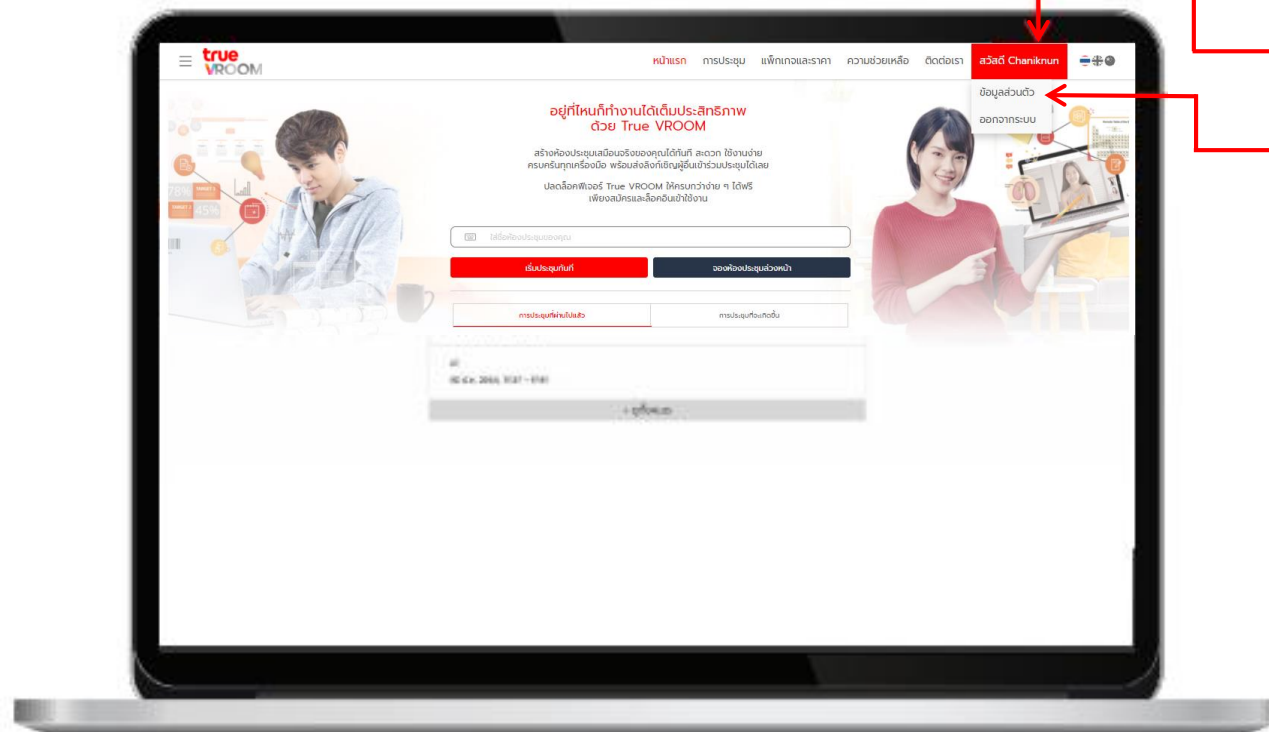 true
VROOM
หน้าแรก การประชุม แพ็กเกจและราคา ความช่วยเหลือ ติดต่อเรา สวัสดี Chaniknun
ข้อมูลส่วนตัว
ออกจากระบบ
อยู่ที่ไหนก็ทำงานได้เต็มประสิทธิภาพ
ด้วย True VROOM
สร้างห้องประชุมเสมือนจริงของคุณได้ทันที สะดวก ใช้งานง่าย
ครบครันทุกเครื่องมือ พร้อมส่งลิงก์เชิญผู้อื่นเข้าร่วมประชุมได้เลย
ปลดล็อคฟีเจอร์ True VROOM ให้ครบกว่าง่าย ๆ ได้ฟรี
เพียงสมัครและล็อคอินเข้าใช้งาน
ใส่ชื่อห้องประชุมของคุณ
เริ่มประชุมทันที จองห้องประชุมล่วงหน้า
การประชุมที่ผ่านไปแล้ว การประชุมที่จะเกิดขึ้น
78% TARGET 1
TARGET 2 45%